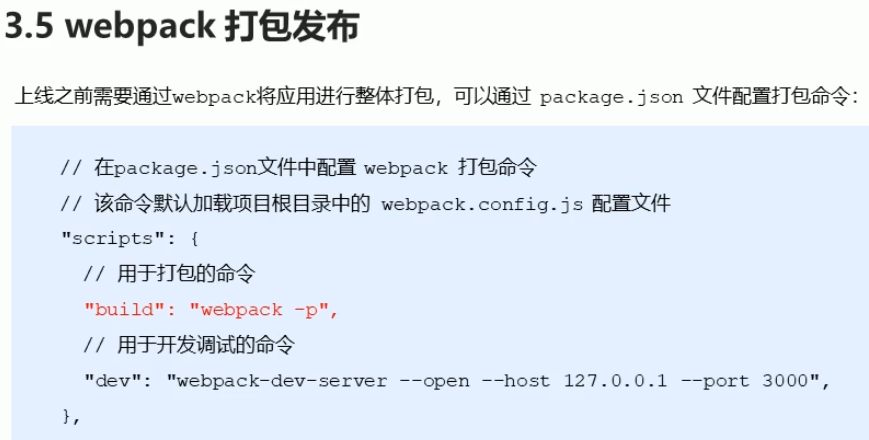 3.5 webpack 打包发布
上线之前需要通过webpack将应用进行整体打包，可以通过 package.json 文件配置打包命令：
// 在package.json文件中配置 webpack 打包命令
// 该命令默认加载项目根目录中的 webpack.config.js 配置文件
"scripts": {
// 用于打包的命令
"build": "webpack -p",
// 用于开发调试的命令
"dev": "webpack-dev-server --open --host 127.0.0.1 --port 3000",
},